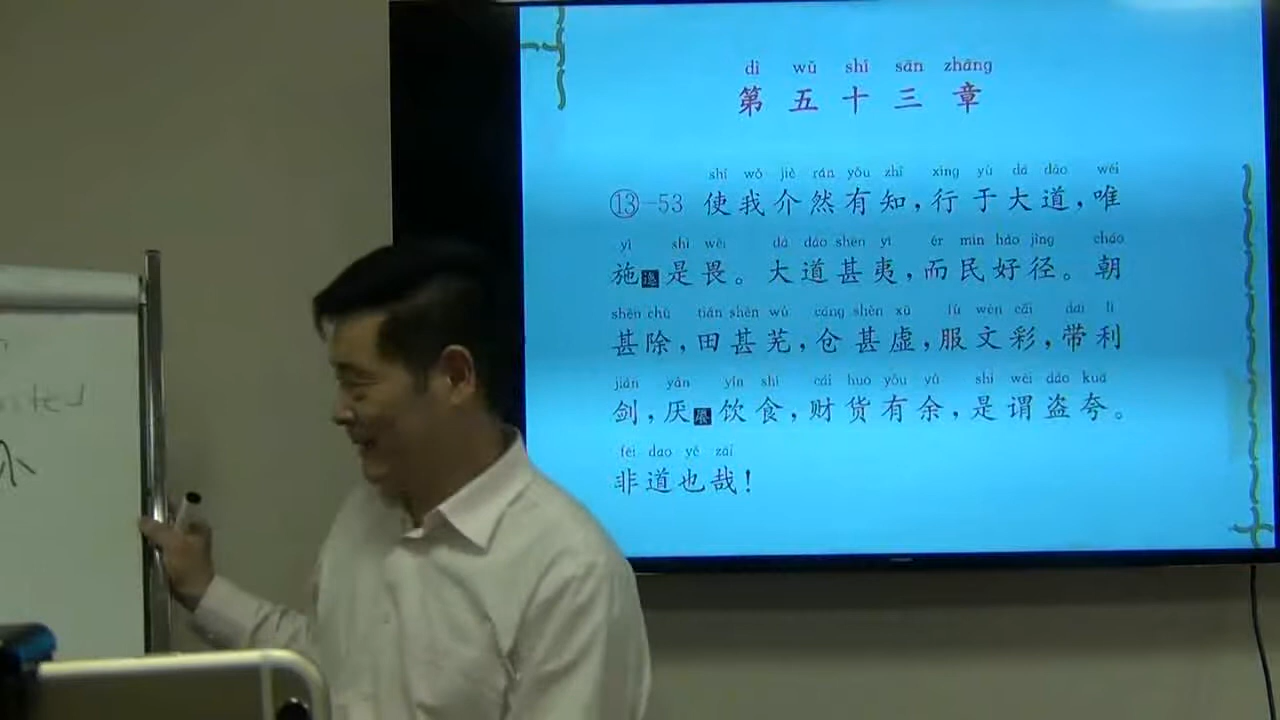 dì wǔ shí sān zhāng
第五十三章
shǐ wǒ jiè rán yǒu zhī xíng yú dà dào wéi
⑬-53 使我介然有知，行于大道，唯
yì shì wèi dà dào shèn yí ér mín hào jìng cháo
施是畏。大道甚夷，而民好径。朝
shèn chú tián shèn wú cāng shèn xū fú wén cǎi dài lì
甚除，田甚芜，仓甚虚，服文彩，带利
jiàn yàn yǐn shí cái huò yǒu yú shì wèi dào kuā
剑，厌饮食，财货有余，是谓盗夸。
fēi dào yě zāi
非道也哉！